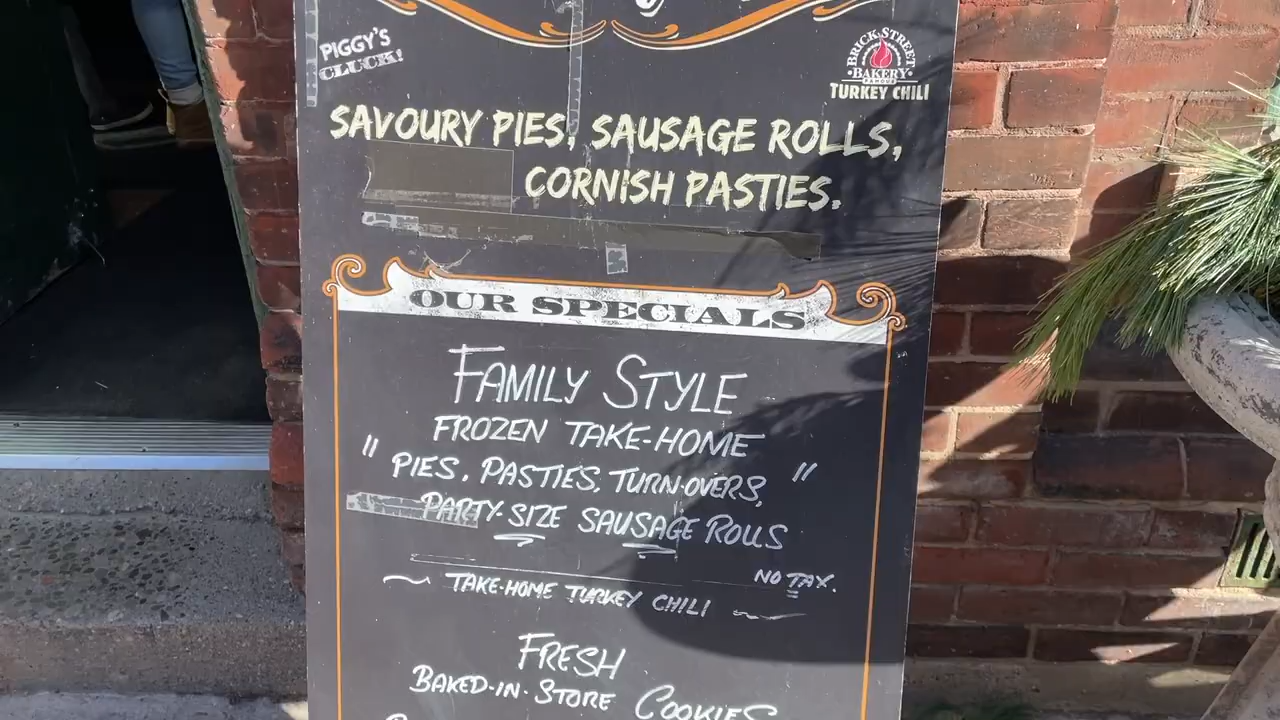 PIGGY'S
CLUCK!
BRICK STREET
BAKERY
FAMOUS
TURKEY CHILI
SAVOURY PIES, SAUSAGE ROLLS,
CORNISH PASTIES.
OUR SPECIALS
FAMILY STYLE
FROZEN TAKE-HOME
" PIES, PASTIES, TURN-OVERS, "
PARTY-SIZE SAUSAGE ROLLS
NO TAX.
~ TAKE-HOME TURKEY CHILI ~
FRESH
BAKED-IN-STORE COOKIES